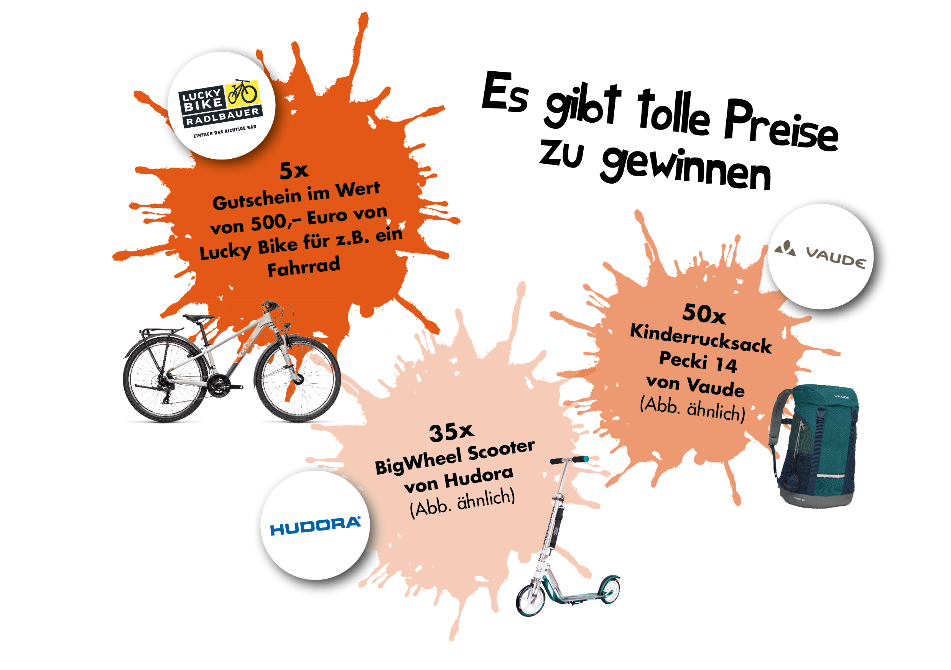 Es gibt tolle Preise
zu gewinnen
LUCKY
BIKE
RADLBAUER
EINFACH DAS RICHTIGE RAD
5x
Gutschein im Wert
von 500,– Euro von
Lucky Bike für z.B. ein
Fahrrad
VAUDE
50x
Kinderrucksack
Pecki 14
von Vaude
(Abb. ähnlich)
VAUDE
35x
BigWheel Scooter
von Hudora
(Abb. ähnlich)
HUDORA®